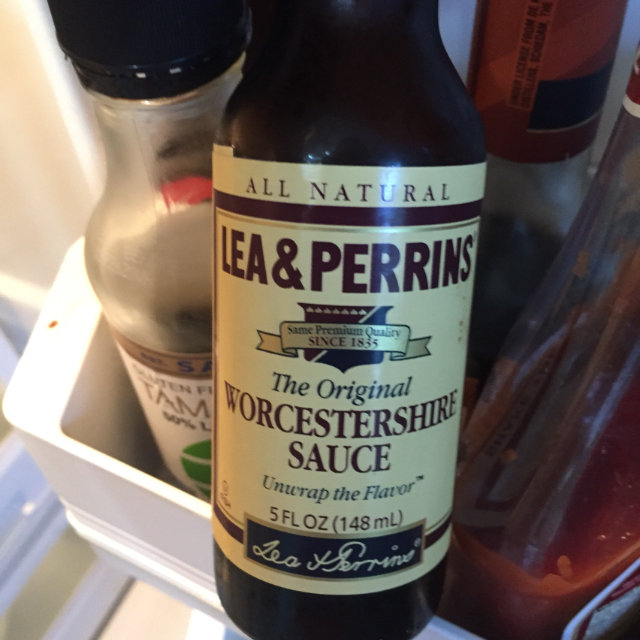 ALL NATURAL
LEA & PERRINS
Same Premium Quality
SINCE 1835
The Original
WORCESTERSHIRE
SAUCE
Unwrap the Flavor™
5 FL OZ (148 mL)
Lea & Perrins
TAM